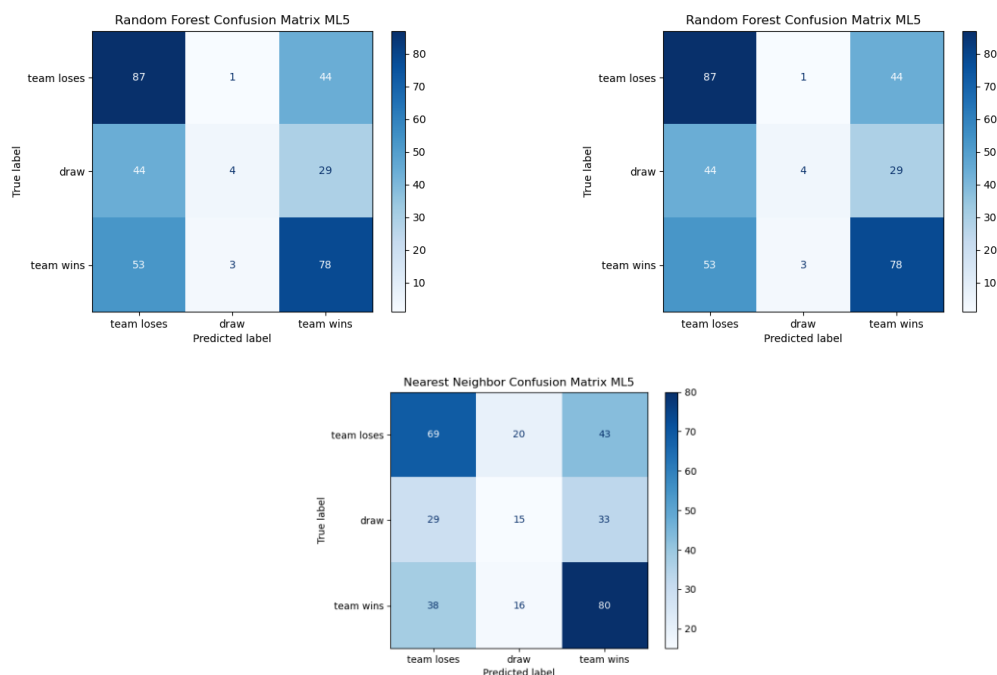 Random Forest Confusion Matrix ML5
True label
team loses
draw
team wins
87 1 44
44 4 29
53 3 78
team loses draw team wins
Predicted label
80
70
60
50
40
30
20
10
Random Forest Confusion Matrix ML5
True label
team loses
draw
team wins
87 1 44
44 4 29
53 3 78
team loses draw team wins
Predicted label
80
70
60
50
40
30
20
10
Nearest Neighbor Confusion Matrix ML5
True label
team loses
draw
team wins
69 20 43
29 15 33
38 16 80
team loses draw team wins
Predicted label
80
70
60
50
40
30
20